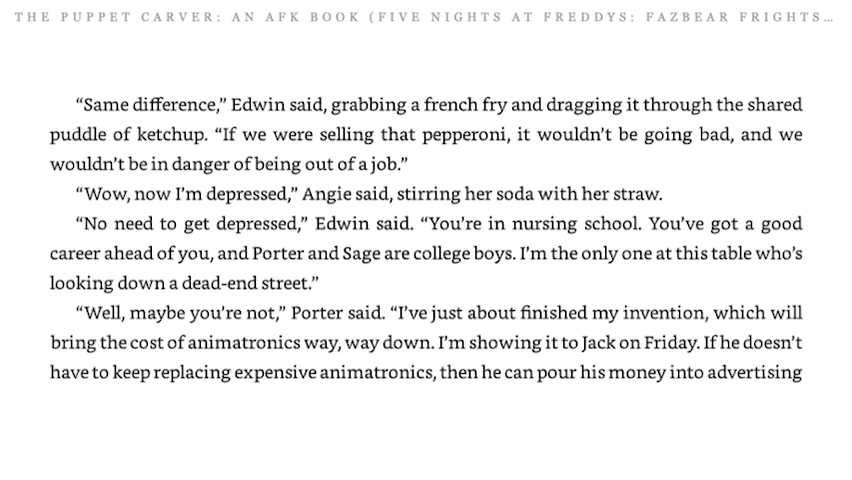 THE PUPPET CARVER: AN AFK BOOK (FIVE NIGHTS AT FREDDYS: FAZBEAR FRIGHTS…
“Same difference,” Edwin said, grabbing a french fry and dragging it through the shared
puddle of ketchup. “If we were selling that pepperoni, it wouldn’t be going bad, and we
wouldn’t be in danger of being out of a job.”
“Wow, now I’m depressed,” Angie said, stirring her soda with her straw.
“No need to get depressed,” Edwin said. “You’re in nursing school. You’ve got a good
career ahead of you, and Porter and Sage are college boys. I’m the only one at this table who’s
looking down a dead-end street.”
“Well, maybe you’re not,” Porter said. “I’ve just about finished my invention, which will
bring the cost of animatronics way, way down. I’m showing it to Jack on Friday. If he doesn’t
have to keep replacing expensive animatronics, then he can pour his money into advertising